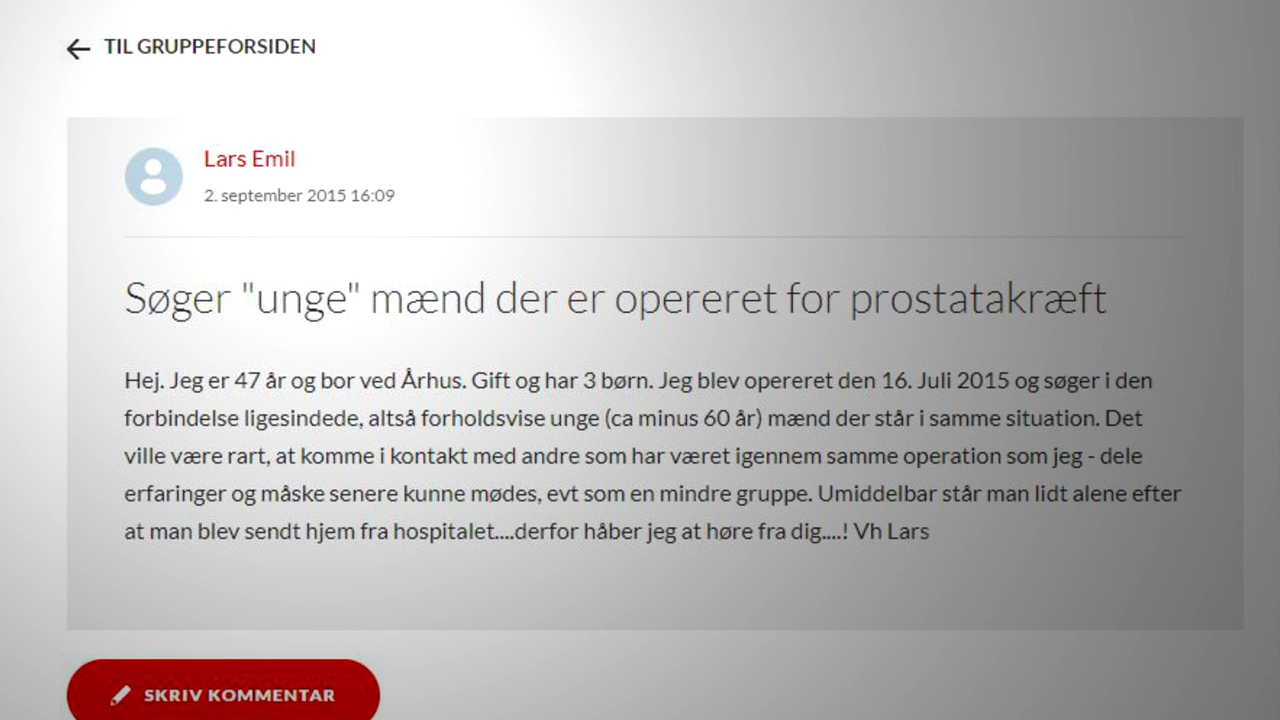 TIL GRUPPEFORSIDEN
Lars Emil
2. september 2015 16:09
Søger "unge" mænd der er opereret for prostatakræft
Hej. Jeg er 47 år og bor ved Århus. Gift og har 3 børn. Jeg blev opereret den 16. Juli 2015 og søger i den
forbindelse ligesindede, altså forholdsvise unge (ca minus 60 år) mænd der står i samme situation. Det
ville være rart, at komme i kontakt med andre som har været igennem samme operation som jeg - dele
erfaringer og måske senere kunne mødes, evt som en mindre gruppe. Umiddelbar står man lidt alene efter
at man blev sendt hjem fra hospitalet....derfor håber jeg at høre fra dig....! Vh Lars
SKRIV KOMMENTAR